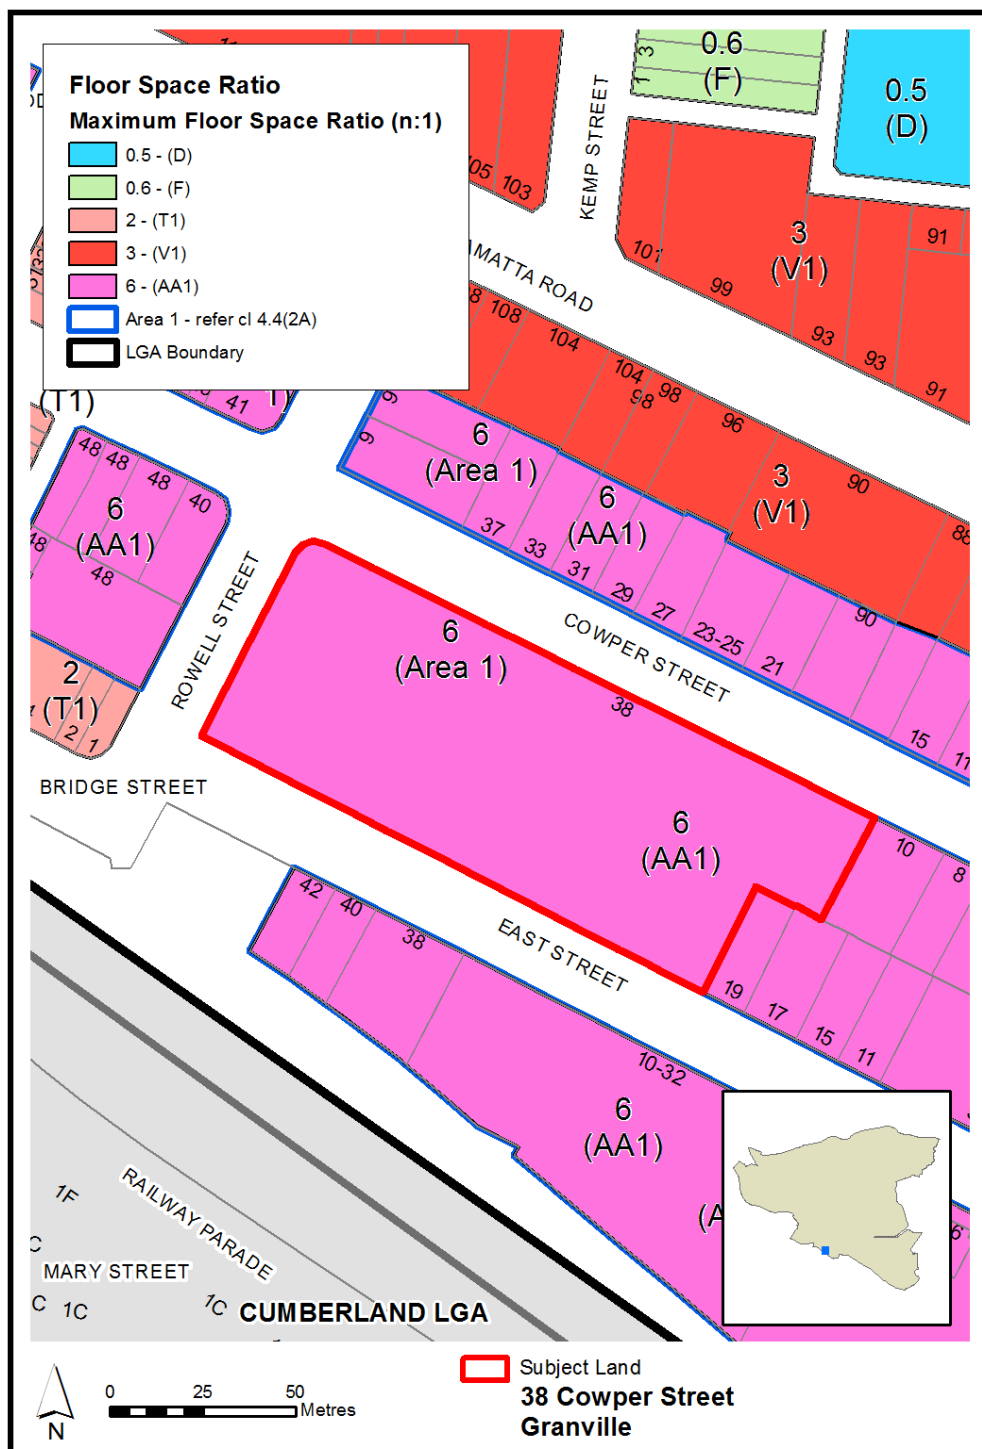 Floor Space Ratio
Maximum Floor Space Ratio (n:1)
0.5 - (D)
0.6 - (F)
2 - (T1)
3 - (V1)
6 - (AA1)
Area 1 - refer cl 4.4(2A)
LGA Boundary
105
103
KEMP STREET
1
3
0.6
(F)
0.5
(D)
3
(V1)
101
99
93
93
91
91
AMATTA ROAD
108
104
104
98
98
96
90
88
3
(V1)
(T1)
41
9
9
6
(Area 1)
6
(AA1)
37
33
31
29
27
23-25
21
90
15
11
48
48
48
40
6
(AA1)
48
48
ROWELL STREET
COWPER STREET
6
(Area 1)
38
6
(AA1)
2
(T1)
2
1
BRIDGE STREET
10
8
42
40
38
EAST STREET
19
17
15
11
10-32
6
(AA1)
6
RAILWAY PARADE
1F
C
MARY STREET
C
1C
1C
CUMBERLAND LGA
N
0 25 50
Metres
Subject Land
38 Cowper Street
Granville